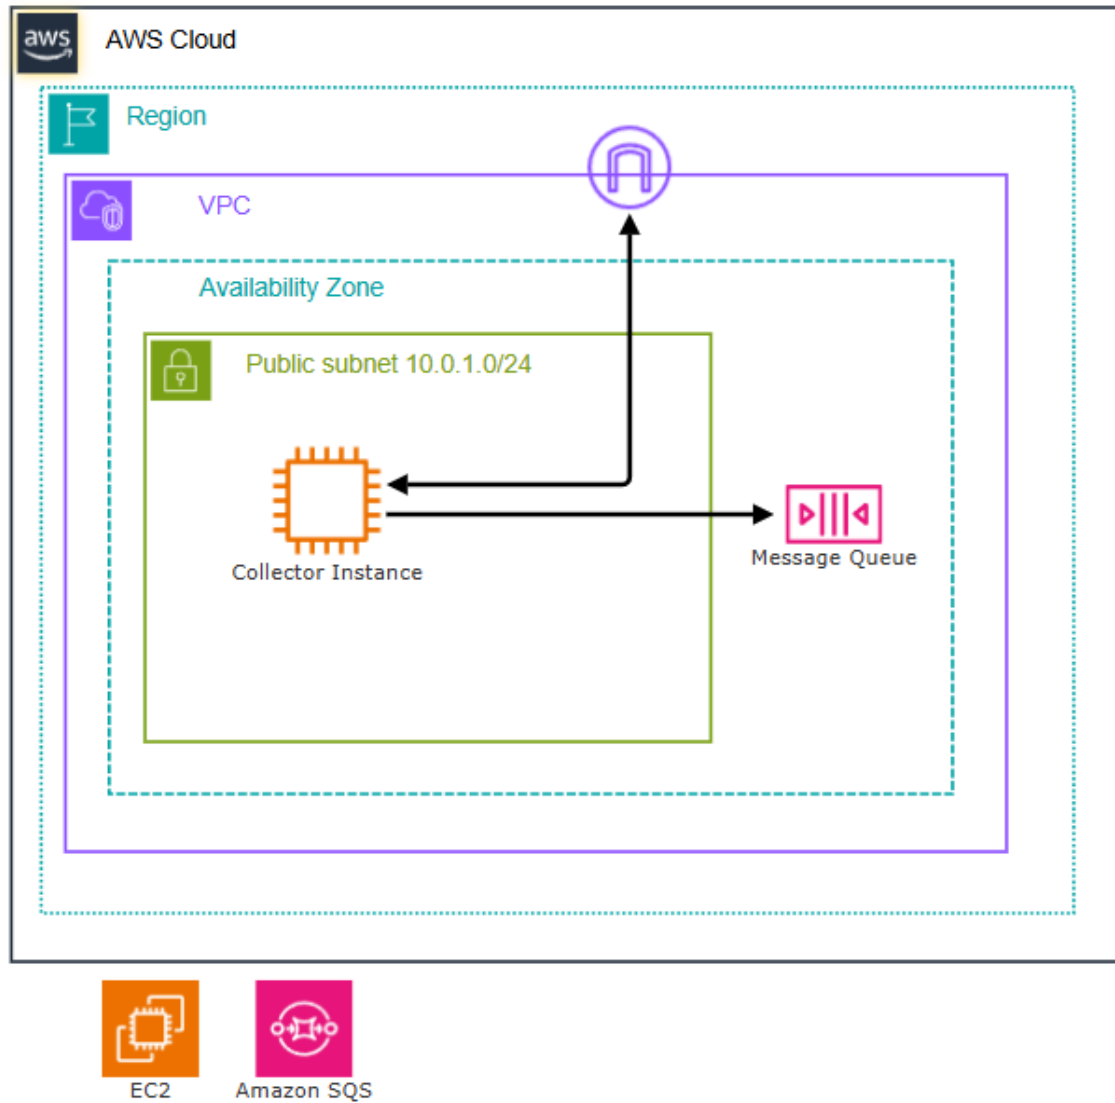 aws
AWS Cloud
Region
VPC
Availability Zone
Public subnet 10.0.1.0/24
Collector Instance
Message Queue
EC2
Amazon SQS